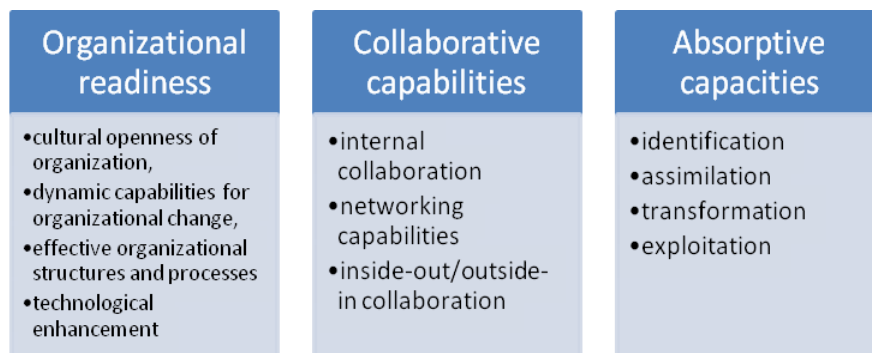 Organizational
readiness
•cultural openness of
organization,
•dynamic capabilities for
organizational change,
•effective organizational
structures and processes
•technological
enhancement
Collaborative
capabilities
•internal
collaboration
•networking
capabilities
•inside-out/outside-
in collaboration
Absorptive
capacities
•identification
•assimilation
•transformation
•exploitation